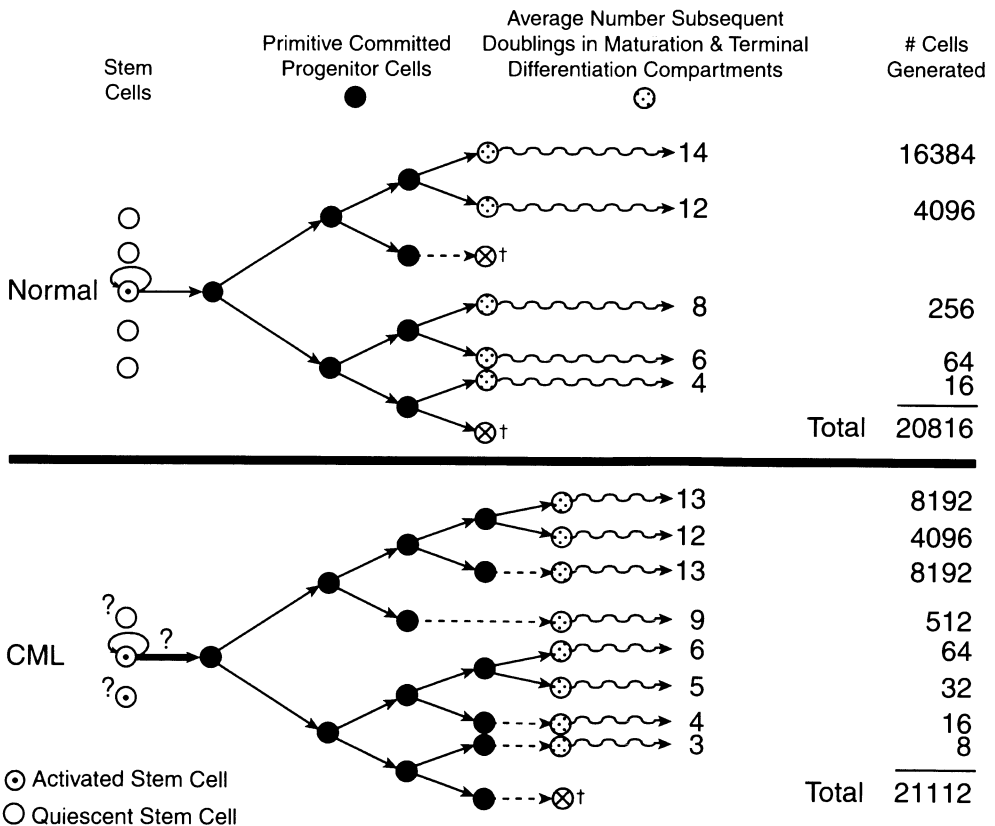 Stem
Cells
Primitive Committed
Progenitor Cells
Average Number Subsequent
Doublings in Maturation & Terminal
Differentiation Compartments
# Cells
Generated
Normal
14 16384
12 4096
†
8 256
6 64
4 16
†
Total 20816
CML
?
?
?
13 8192
12 4096
13 8192
9 512
6 64
5 32
4 16
3 8
†
Total 21112
Activated Stem Cell
Quiescent Stem Cell